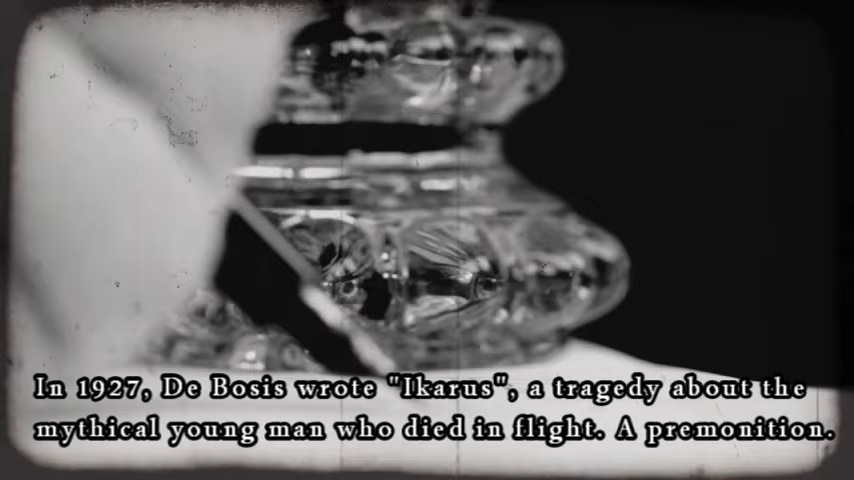 In 1927, De Bosis wrote "Ikarus", a tragedy about the
mythical young man who died in flight. A premonition.